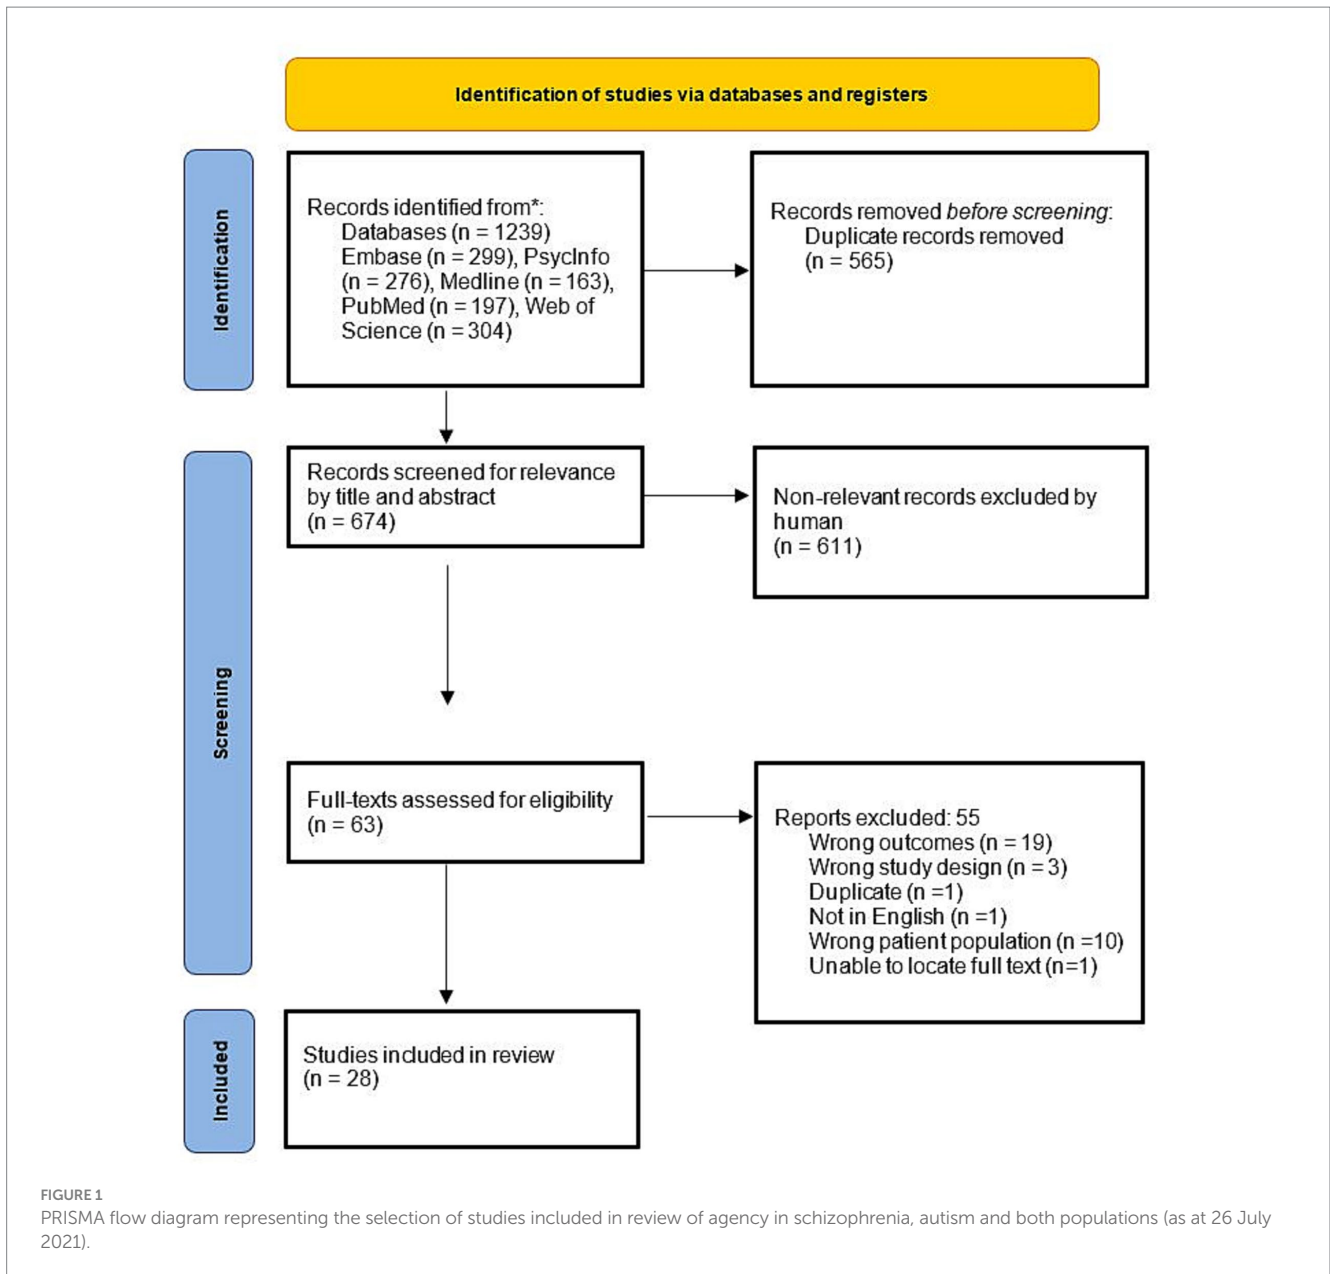 Identification of studies via databases and registers
Identification
Records identified from*:
Databases (n = 1239)
Embase (n = 299), PsycInfo
(n = 276), Medline (n = 163),
PubMed (n = 197), Web of
Science (n = 304)
Records removed before screening:
Duplicate records removed
(n = 565)
Screening
Records screened for relevance
by title and abstract
(n = 674)
Non-relevant records excluded by
human
(n = 611)
Full-texts assessed for eligibility
(n = 63)
Reports excluded: 55
Wrong outcomes (n = 19)
Wrong study design (n = 3)
Duplicate (n =1)
Not in English (n =1)
Wrong patient population (n =10)
Unable to locate full text (n=1)
Included
Studies included in review
(n = 28)
FIGURE 1
PRISMA flow diagram representing the selection of studies included in review of agency in schizophrenia, autism and both populations (as at 26 July
2021).